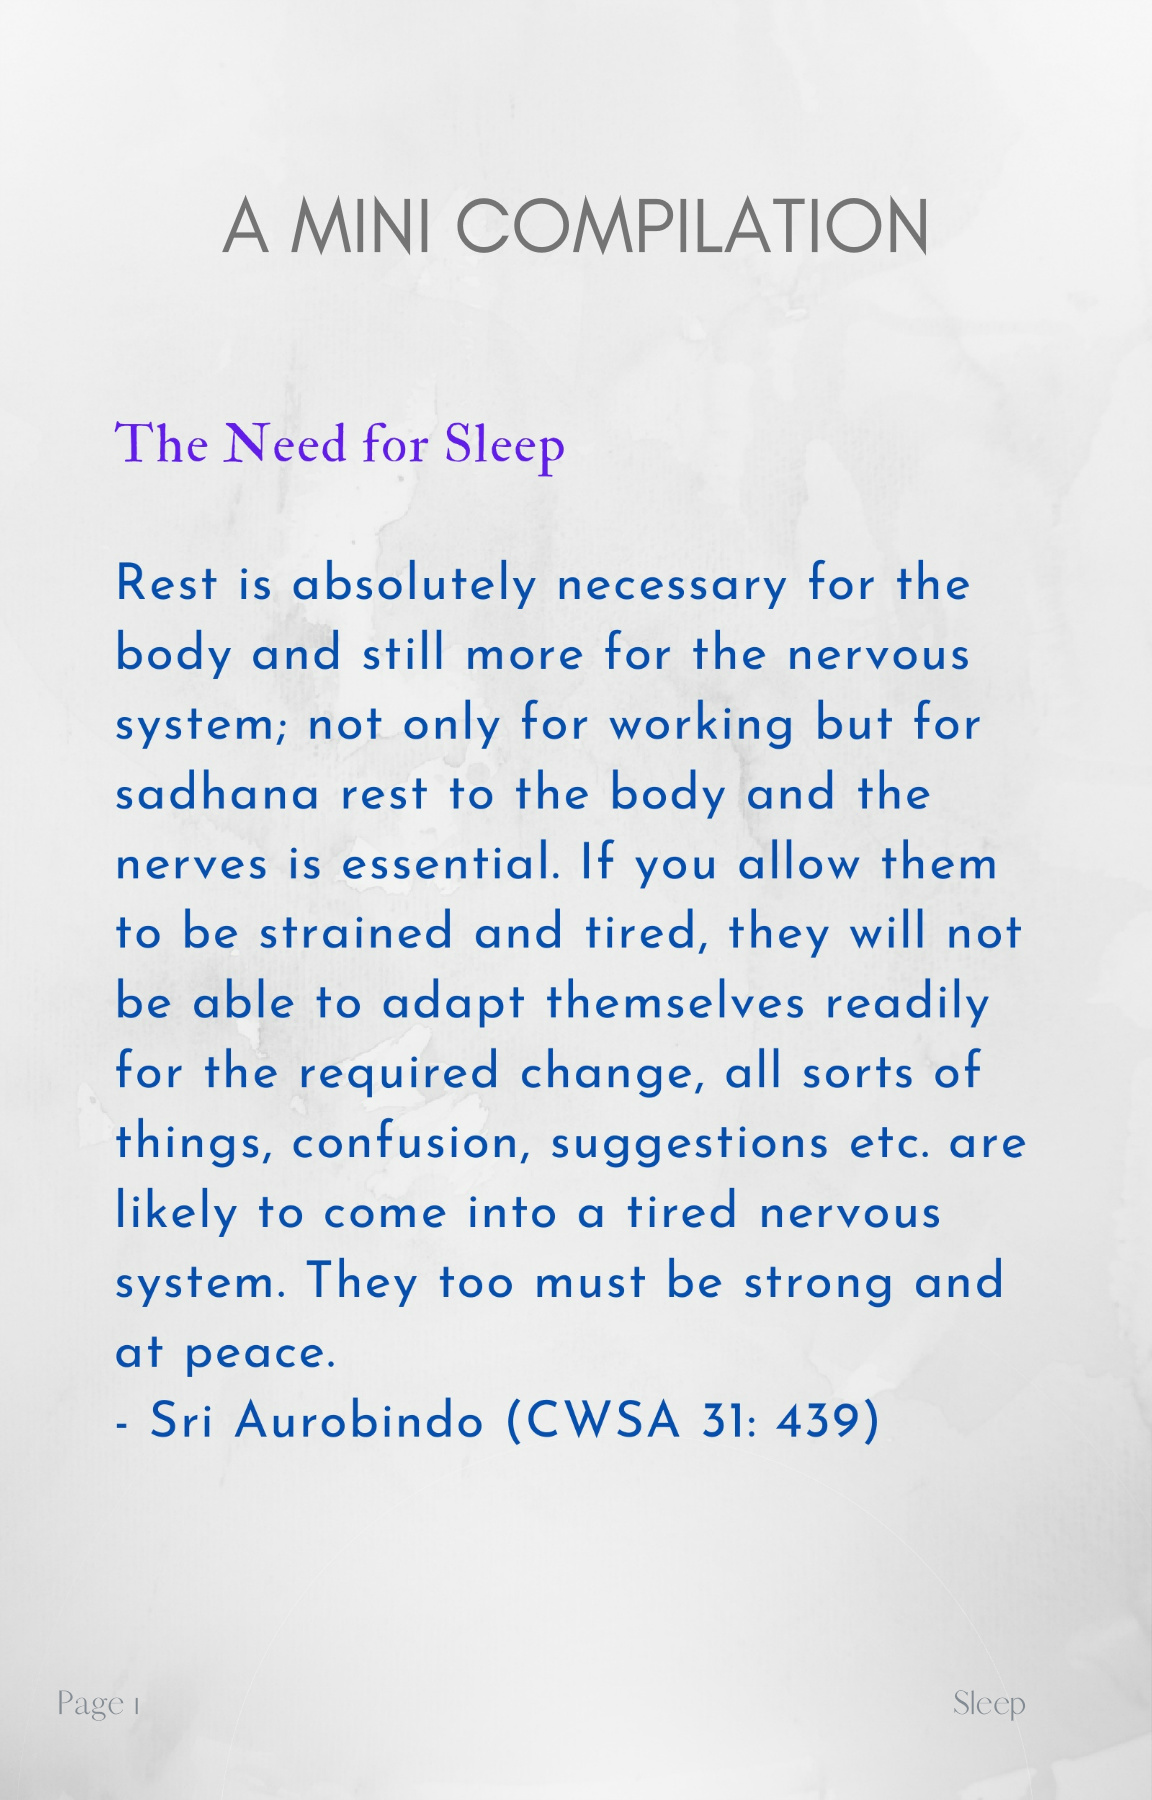 A MINI COMPILATION
The Need for Sleep
Rest is absolutely necessary for the
body and still more for the nervous
system; not only for working but for
sadhana rest to the body and the
nerves is essential. If you allow them
to be strained and tired, they will not
be able to adapt themselves readily
for the required change, all sorts of
things, confusion, suggestions etc. are
likely to come into a tired nervous
system. They too must be strong and
at peace.
- Sri Aurobindo (CWSA 31: 439)
Page 1
Sleep